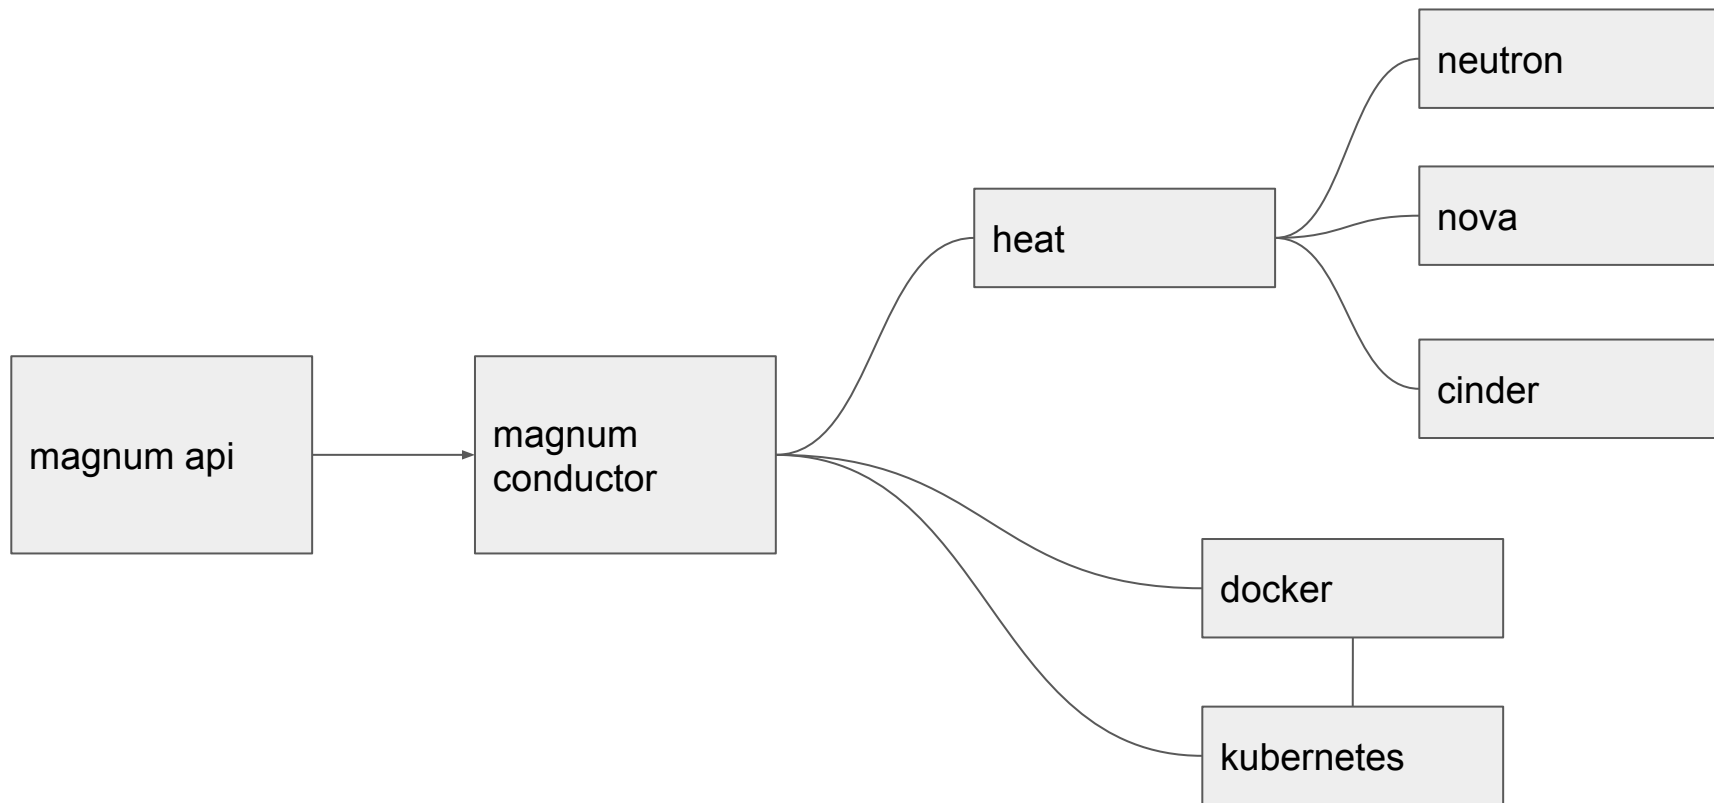 neutron
nova
heat
cinder
magnum api
magnum
conductor
docker
kubernetes